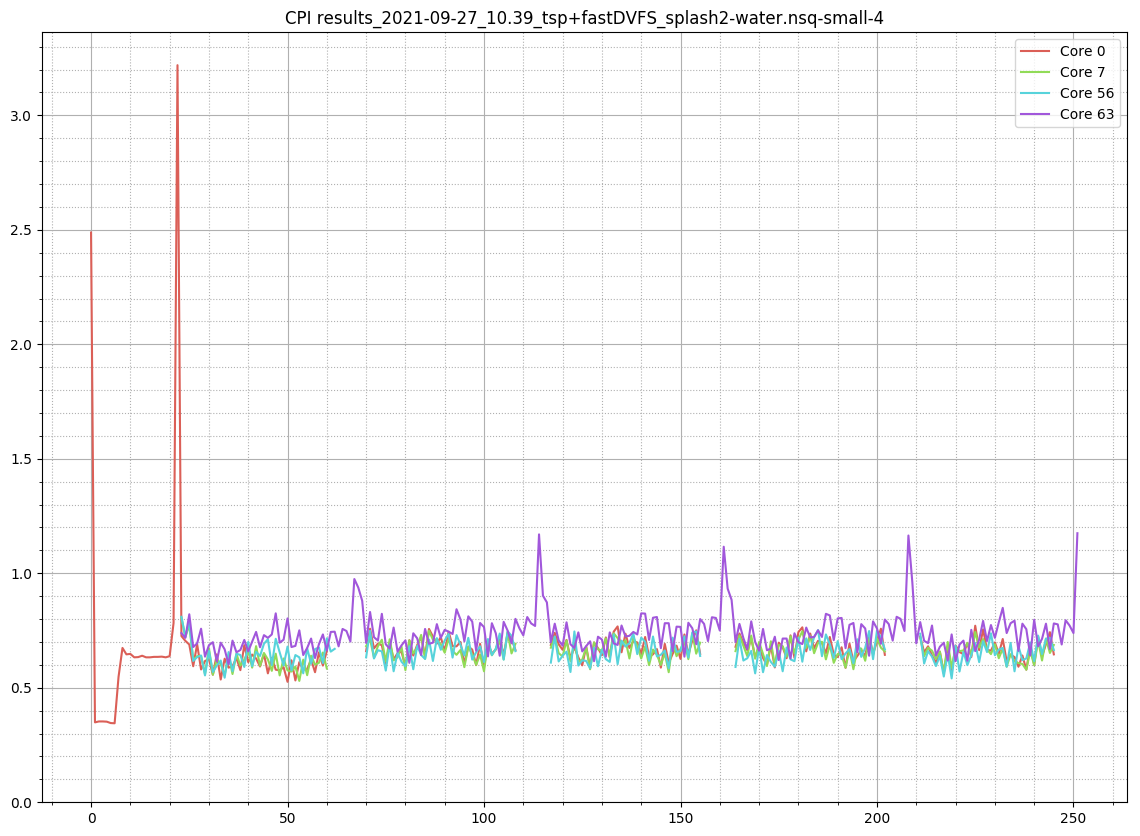 CPI results_2021-09-27_10.39_tsp+fastDVFS_splash2-water.nsq-small-4
Core 0
Core 7
Core 56
Core 63
3.0
2.5
2.0
1.5
1.0
0.5
0.0
0 50 100 150 200 250